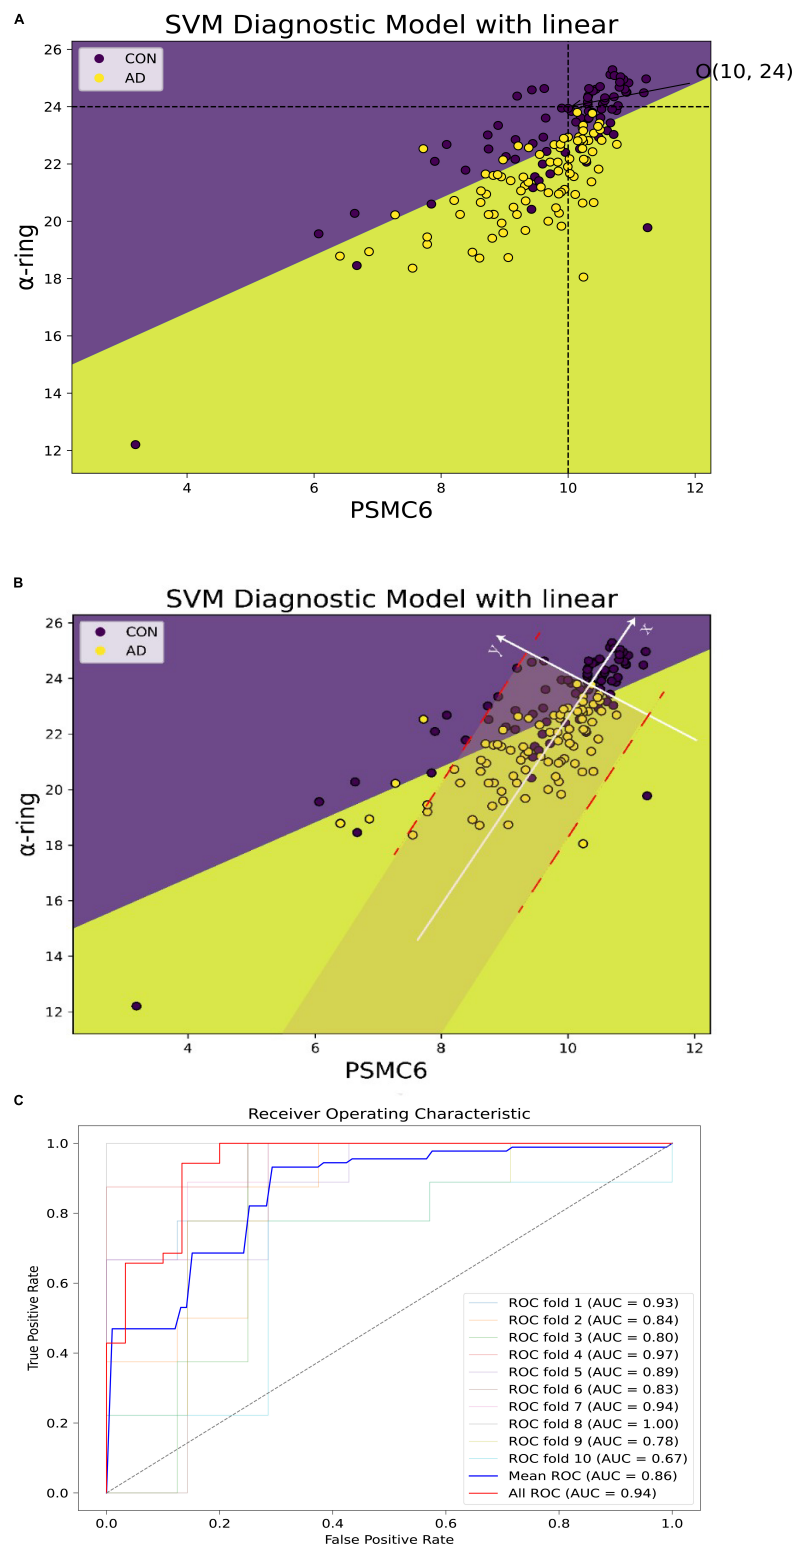 A
SVM Diagnostic Model with linear
26
24
22
20
18
16
14
12
CON
AD
O(10, 24)
α-ring
4 6 8 10 12
PSMC6
B
SVM Diagnostic Model with linear
26
24
22
20
18
16
14
12
CON
AD
y
x
α-ring
4 6 8 10 12
PSMC6
C
Receiver Operating Characteristic
1.0
0.8
0.6
0.4
0.2
0.0
True Positive Rate
ROC fold 1 (AUC = 0.93)
ROC fold 2 (AUC = 0.84)
ROC fold 3 (AUC = 0.80)
ROC fold 4 (AUC = 0.97)
ROC fold 5 (AUC = 0.89)
ROC fold 6 (AUC = 0.83)
ROC fold 7 (AUC = 0.94)
ROC fold 8 (AUC = 1.00)
ROC fold 9 (AUC = 0.78)
ROC fold 10 (AUC = 0.67)
Mean ROC (AUC = 0.86)
All ROC (AUC = 0.94)
0.0 0.2 0.4 0.6 0.8 1.0
False Positive Rate